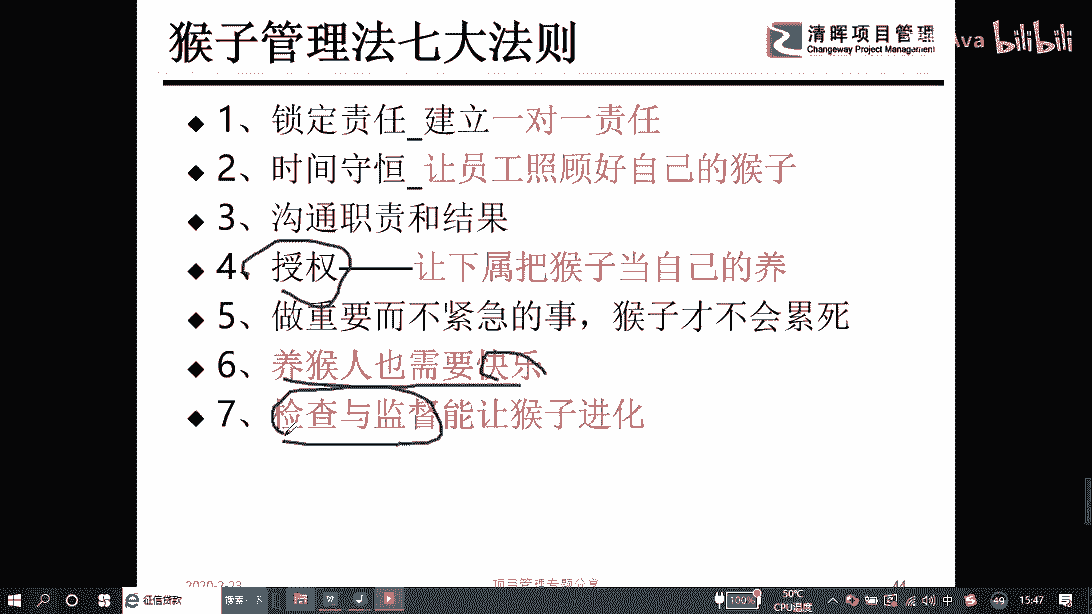 猴子管理法七大法则
清晖项目管理
Changeway Project Management
Ava bilibili
1、锁定责任_建立一对一责任
2、时间守恒_让员工照顾好自己的猴子
3、沟通职责和结果
4、授权——让下属把猴子当自己的养
5、做重要而不紧急的事，猴子才不会累死
6、养猴人也需要快乐
7、检查与监督能让猴子进化
2020-2-23
项目管理专题分享
44
征信贷款
搜索一下
100%
50℃
CPU温度
中
49
15:47